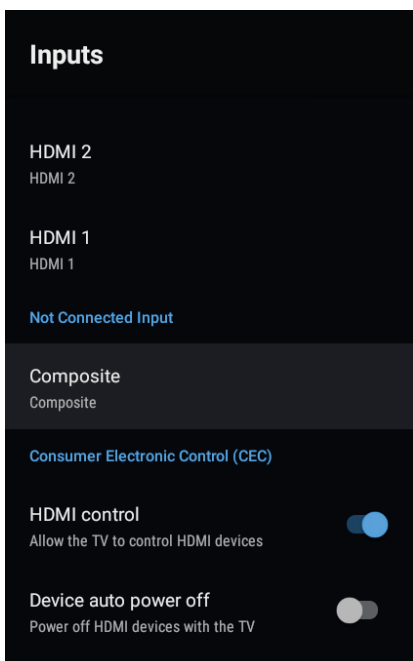 Inputs
HDMI 2
HDMI 2
HDMI 1
HDMI 1
Not Connected Input
Composite
Composite
Consumer Electronic Control (CEC)
HDMI control
Allow the TV to control HDMI devices
Device auto power off
Power off HDMI devices with the TV